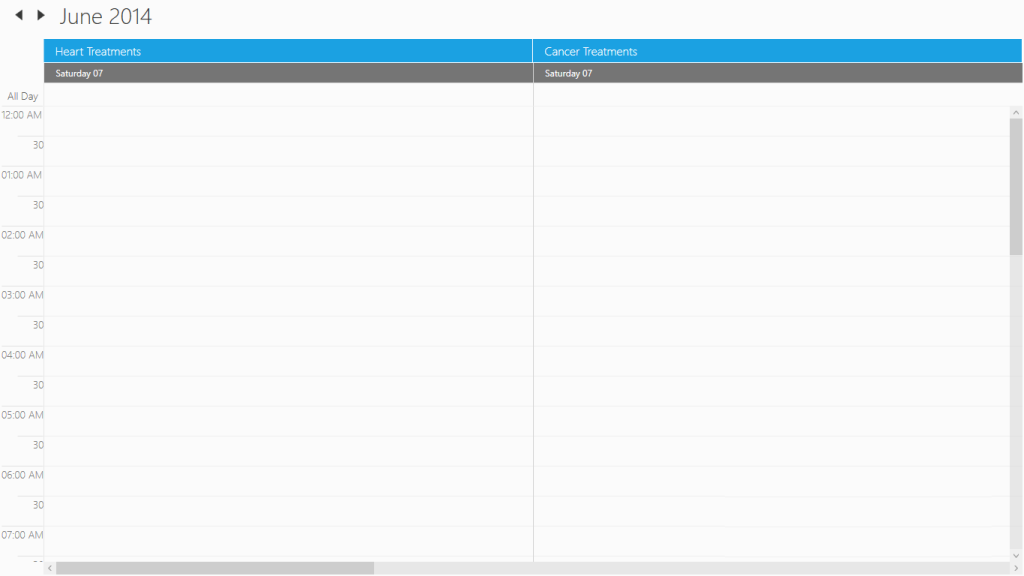 June 2014
Heart Treatments Cancer Treatments
Saturday 07 Saturday 07
All Day
12:00 AM
30
01:00 AM
30
02:00 AM
30
03:00 AM
30
04:00 AM
30
05:00 AM
30
06:00 AM
30
07:00 AM